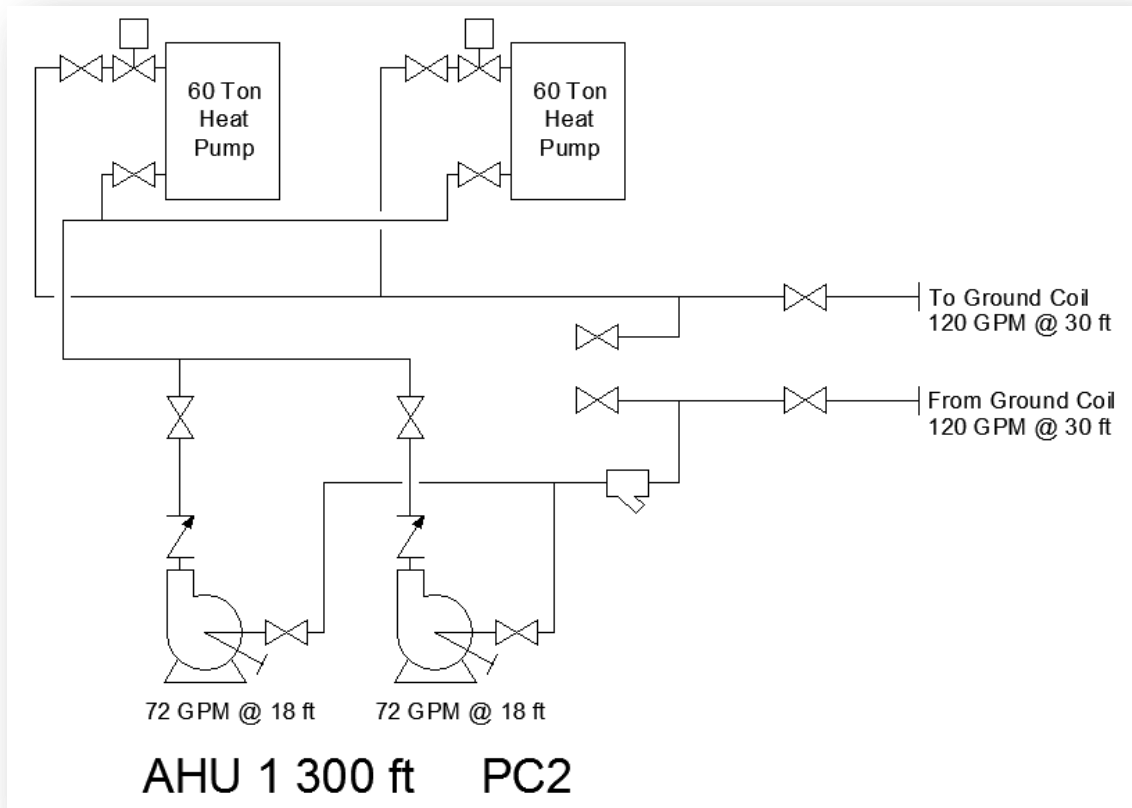 60 Ton
Heat
Pump
60 Ton
Heat
Pump
To Ground Coil
120 GPM @ 30 ft
From Ground Coil
120 GPM @ 30 ft
72 GPM @ 18 ft
72 GPM @ 18 ft
AHU 1 300 ft PC2